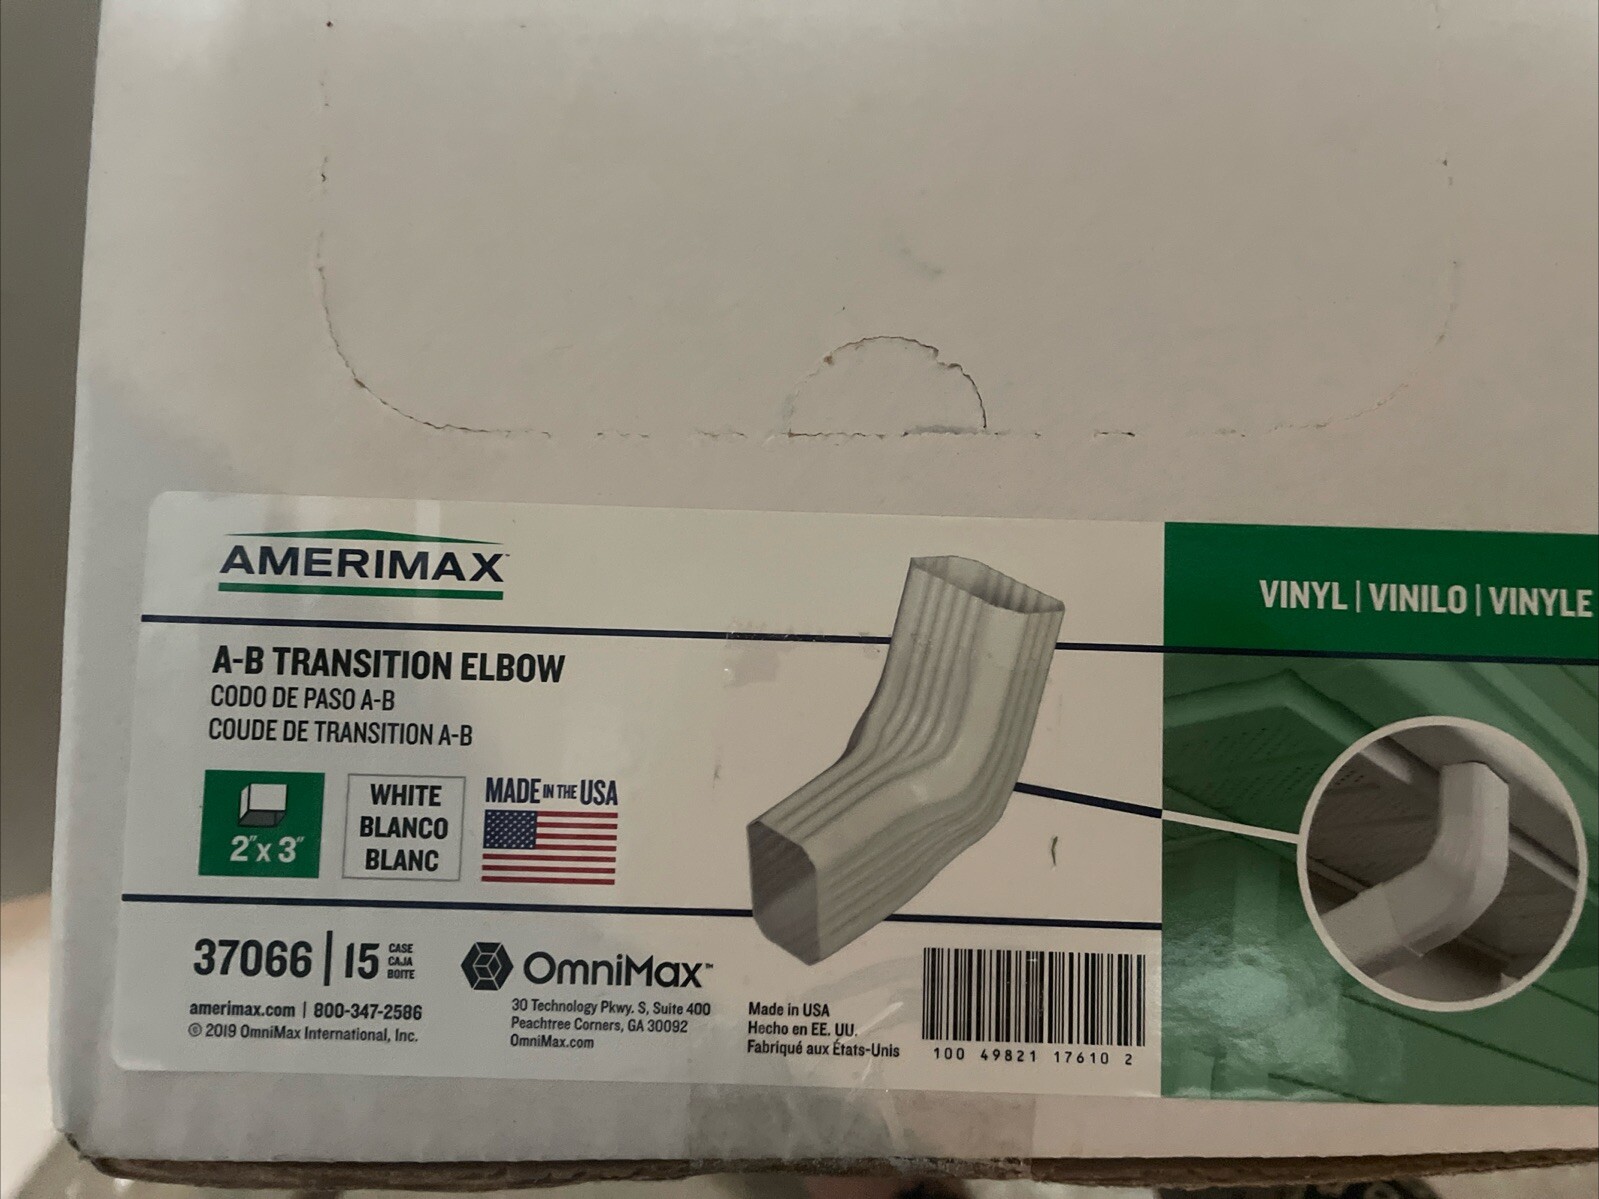 AMERIMAX™
VINYL | VINILO | VINYLE
A-B TRANSITION ELBOW
CODO DE PASO A-B
COUDE DE TRANSITION A-B
2" x 3"
WHITE
BLANCO
BLANC
MADE IN THE USA
37066 | 15 CASE
CAJA
BOITE
amerimax.com | 800-347-2586
© 2019 OmniMax International, Inc.
OmniMax™
30 Technology Pkwy. S, Suite 400
Peachtree Corners, GA 30092
OmniMax.com
Made in USA
Hecho en EE. UU.
Fabriqué aux États-Unis
100 49821 17610 2